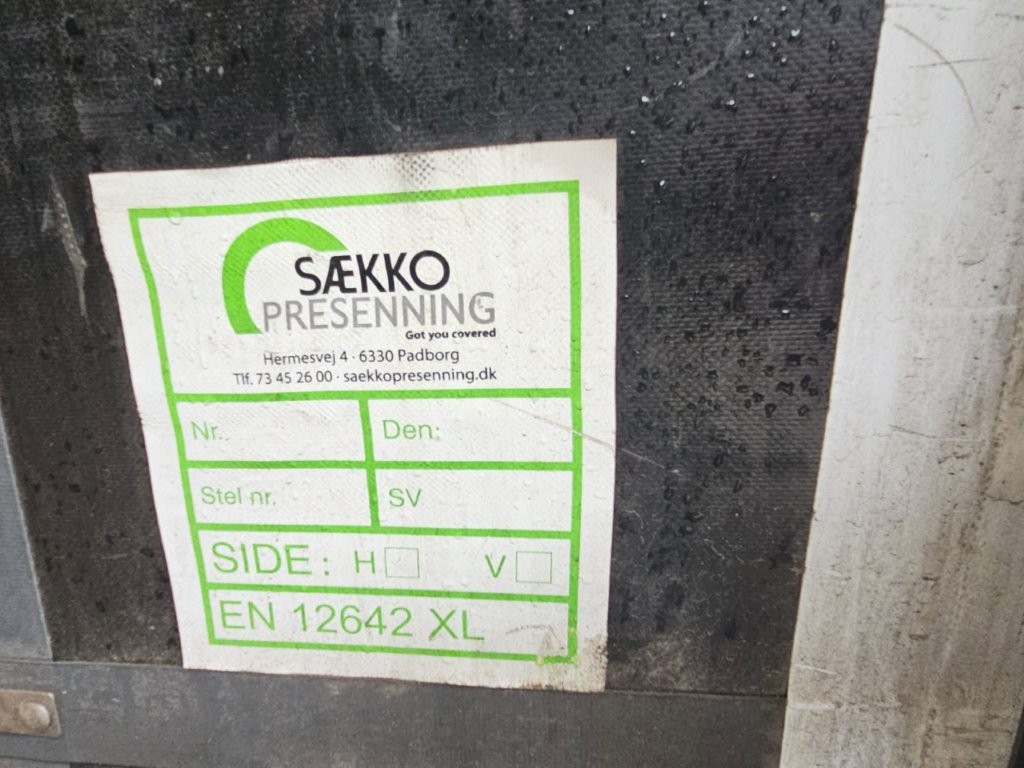 SÆKKO
PRESENNING
Got you covered
Hermesvej 4 · 6330 Padborg
Tlf. 73 45 26 00 · saekkopresenning.dk
Nr. Den:
Stel nr. SV
SIDE: H V
EN 12642 XL